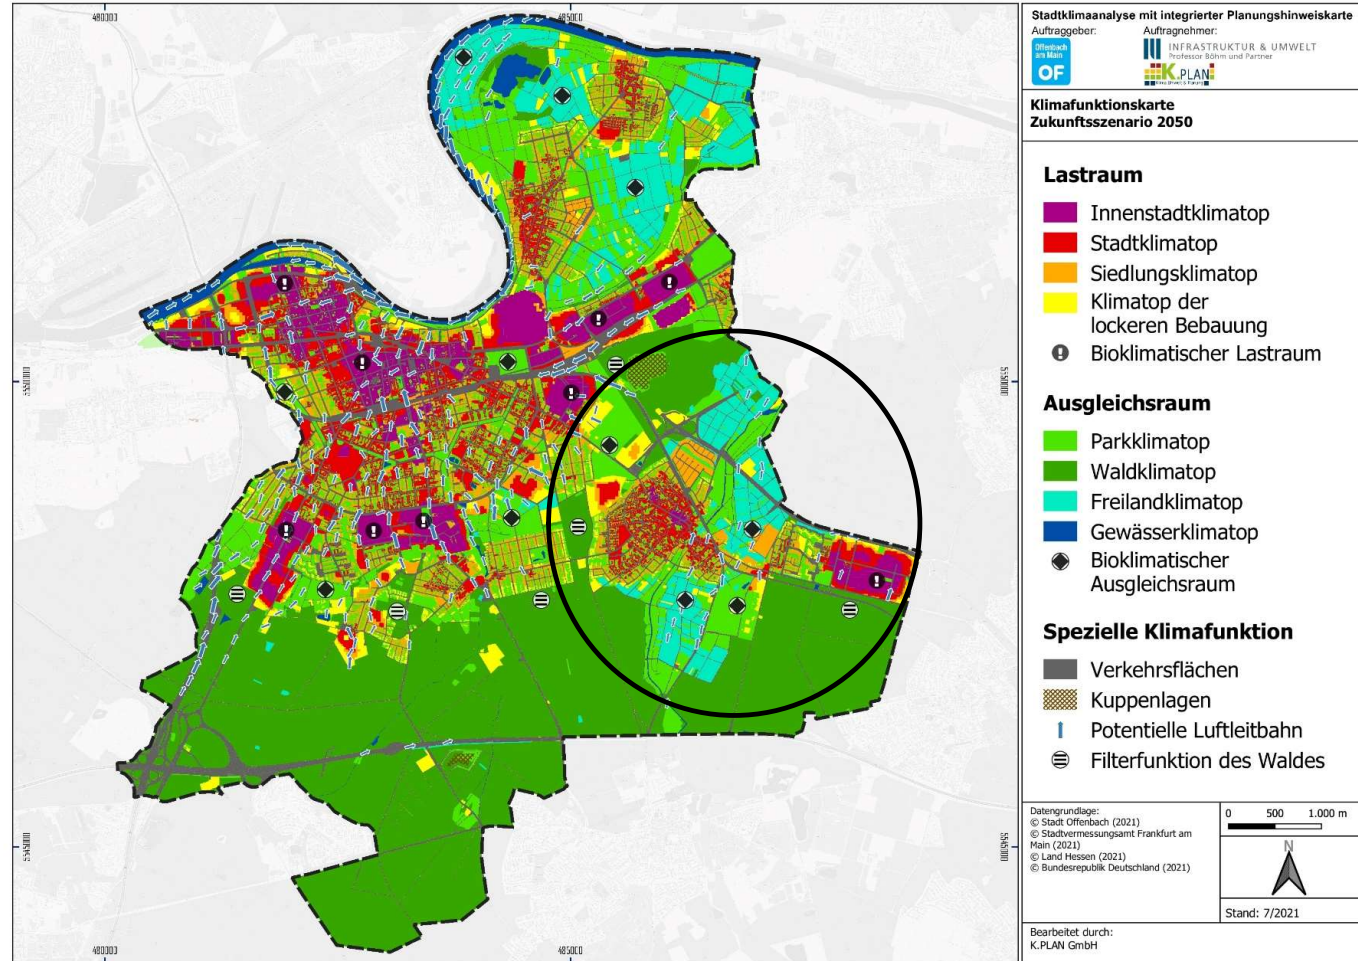 480000
485000
Stadtklimaanalyse mit integrierter Planungshinweiskarte
Auftraggeber:
Auftragnehmer:
Offenbach
am Main
OF
INFRASTRUKTUR & UMWELT
Professor Böhm und Partner
K.PLAN
Klimafunktionskarte
Zukunftsszenario 2050
Lastraum
Innenstadtklimatop
Stadtklimatop
Siedlungsklimatop
Klimatop der
lockeren Bebauung
Bioklimatischer Lastraum
Ausgleichsraum
Parkklimatop
Waldklimatop
Freilandklimatop
Gewässerklimatop
Bioklimatischer
Ausgleichsraum
Spezielle Klimafunktion
Verkehrsflächen
Kuppenlagen
Potentielle Luftleitbahn
Filterfunktion des Waldes
Datengrundlage:
© Stadt Offenbach (2021)
© Stadtvermessungsamt Frankfurt am
Main (2021)
© Land Hessen (2021)
© Bundesrepublik Deutschland (2021)
0 500 1.000 m
N
Stand: 7/2021
Bearbeitet durch:
K.PLAN GmbH
5550000
5550000
5545000
5545000
480000
485000